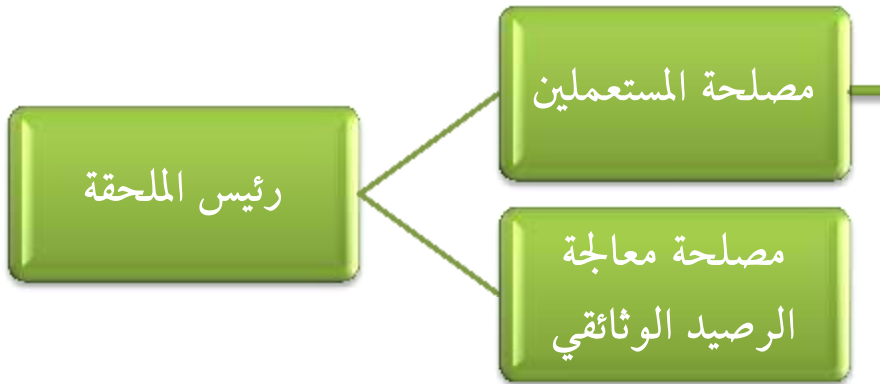 مصلحة المستعملين
رئيس الملحقة
مصلحة معالجة
الرصيد الوثائقي